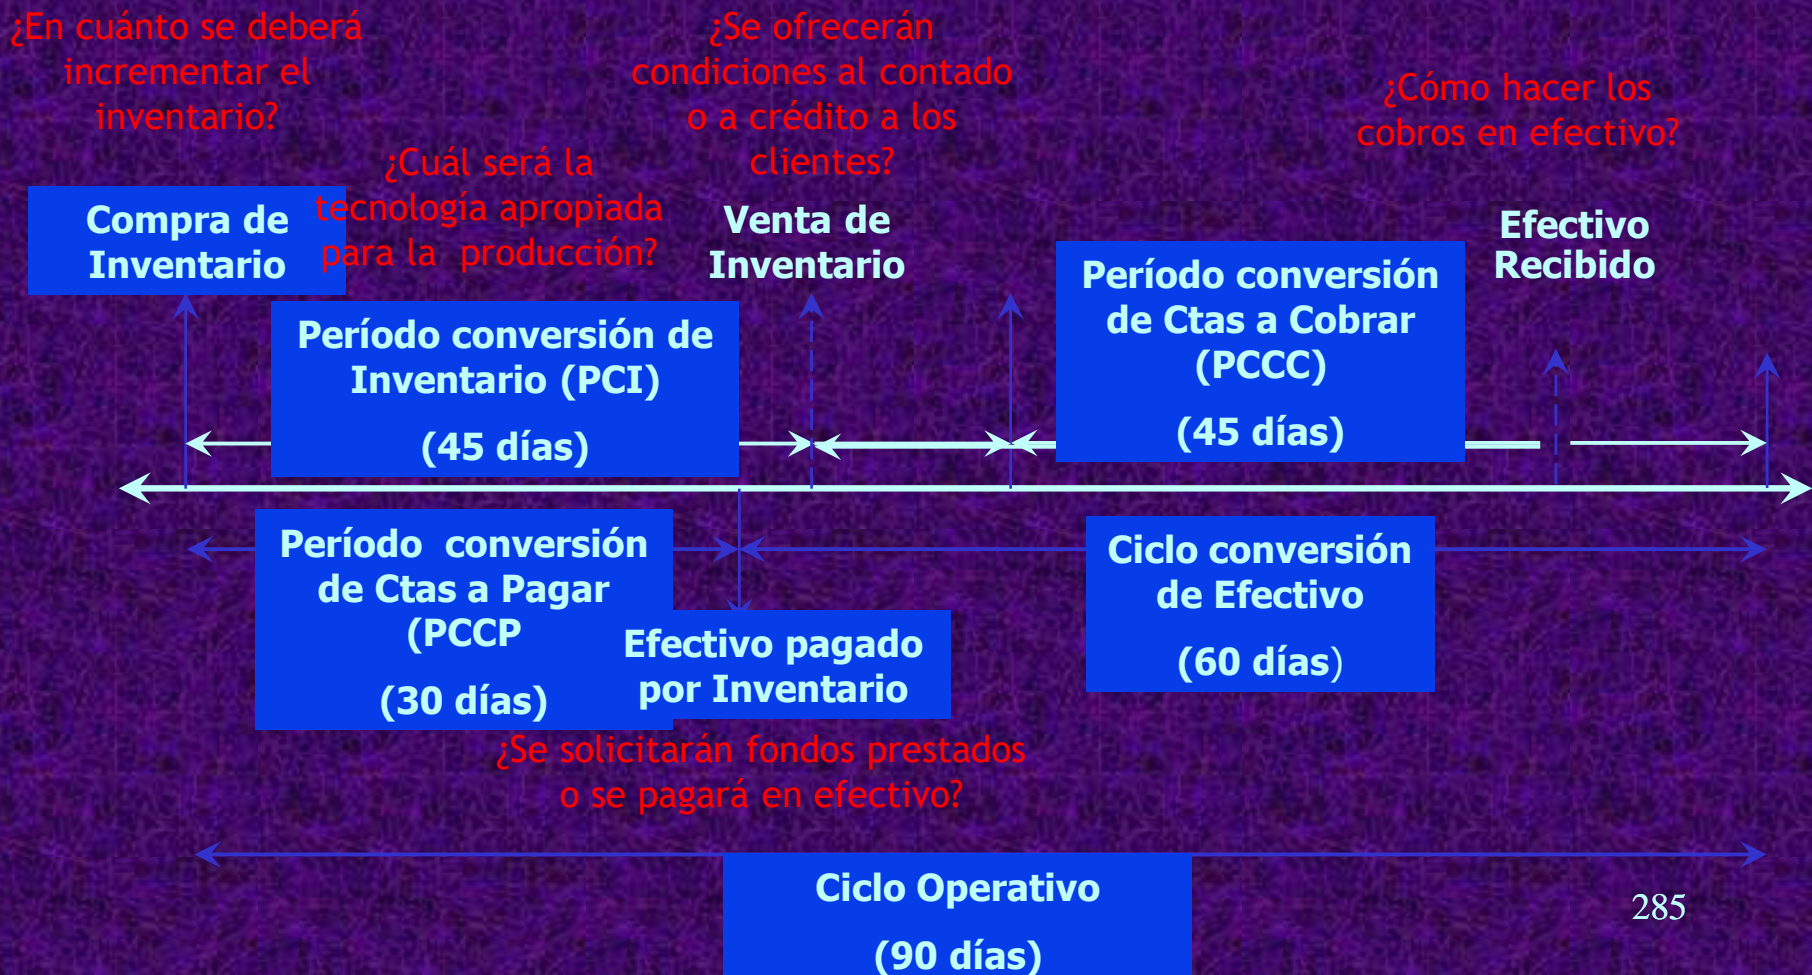 ¿En cuánto se deberá
incrementar el
inventario?
¿Se ofrecerán
condiciones al contado
o a crédito a los
clientes?
¿Cómo hacer los
cobros en efectivo?
¿Cuál será la
tecnología apropiada
para la  producción?
Compra de
Inventario
Venta de
Inventario
Efectivo
Recibido
Período conversión de
Inventario (PCI)
(45 días)
Período conversión
de Ctas a Cobrar
(PCCC)
(45 días)
Período  conversión
de Ctas a Pagar
(PCCP
(30 días)
Efectivo pagado
por Inventario
Ciclo conversión
de Efectivo
(60 días)
¿Se solicitarán fondos prestados
o se pagará en efectivo?
Ciclo Operativo
(90 días)
285